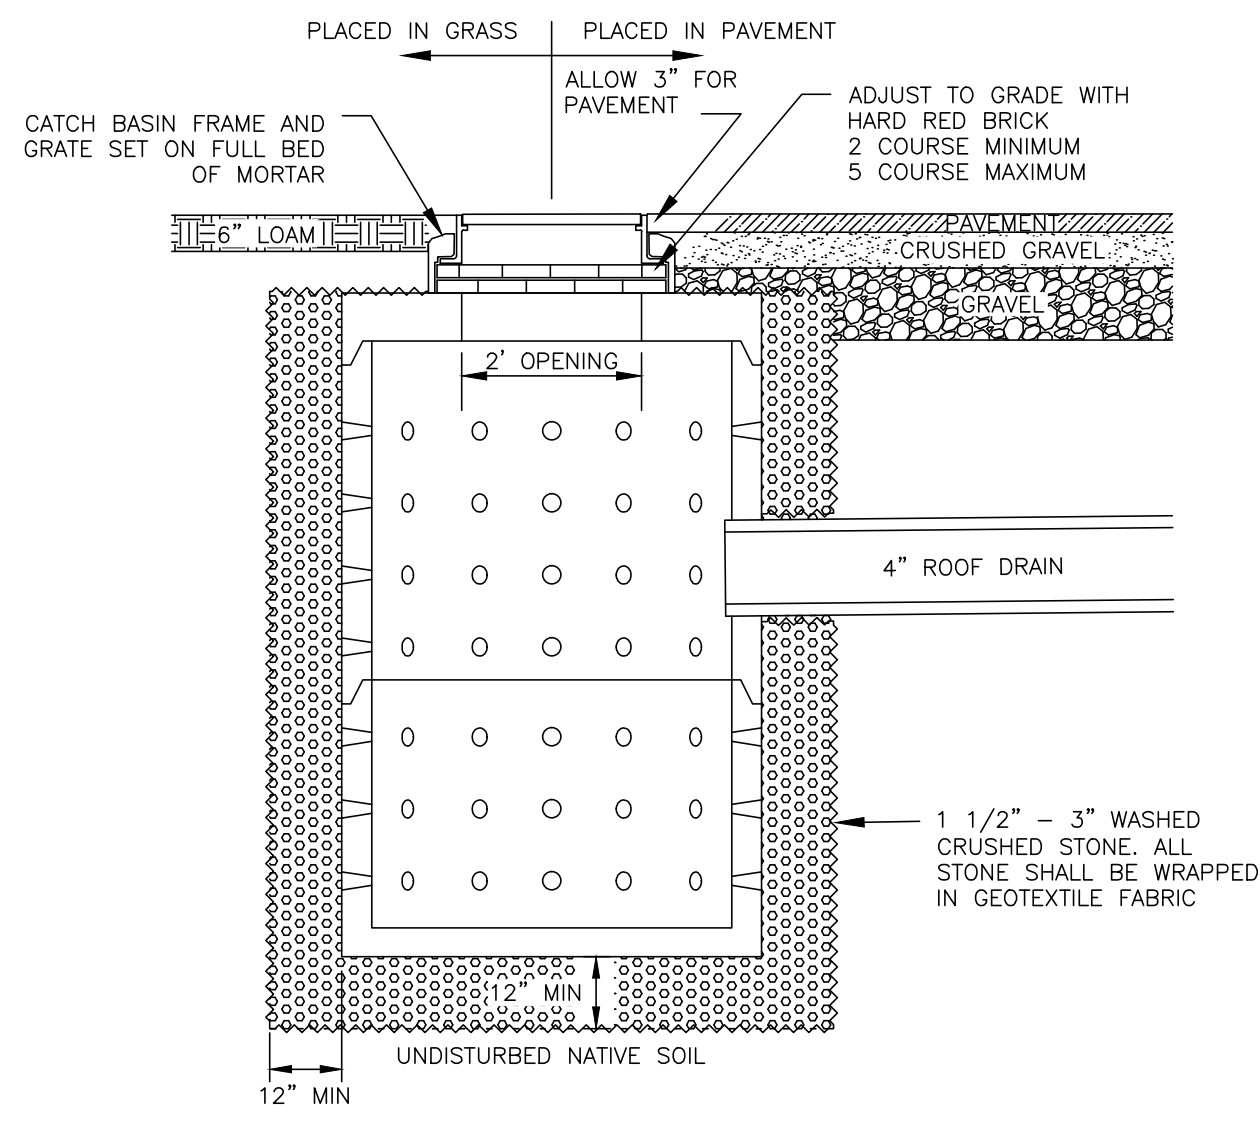 PLACED IN GRASS
PLACED IN PAVEMENT
ALLOW 3" FOR
PAVEMENT
ADJUST TO GRADE WITH
HARD RED BRICK
2 COURSE MINIMUM
5 COURSE MAXIMUM
CATCH BASIN FRAME AND
GRATE SET ON FULL BED
OF MORTAR
6" LOAM
PAVEMENT
CRUSHED GRAVEL
GRAVEL
2' OPENING
4" ROOF DRAIN
1 1/2" – 3" WASHED
CRUSHED STONE. ALL
STONE SHALL BE WRAPPED
IN GEOTEXTILE FABRIC
12" MIN
UNDISTURBED NATIVE SOIL
12" MIN